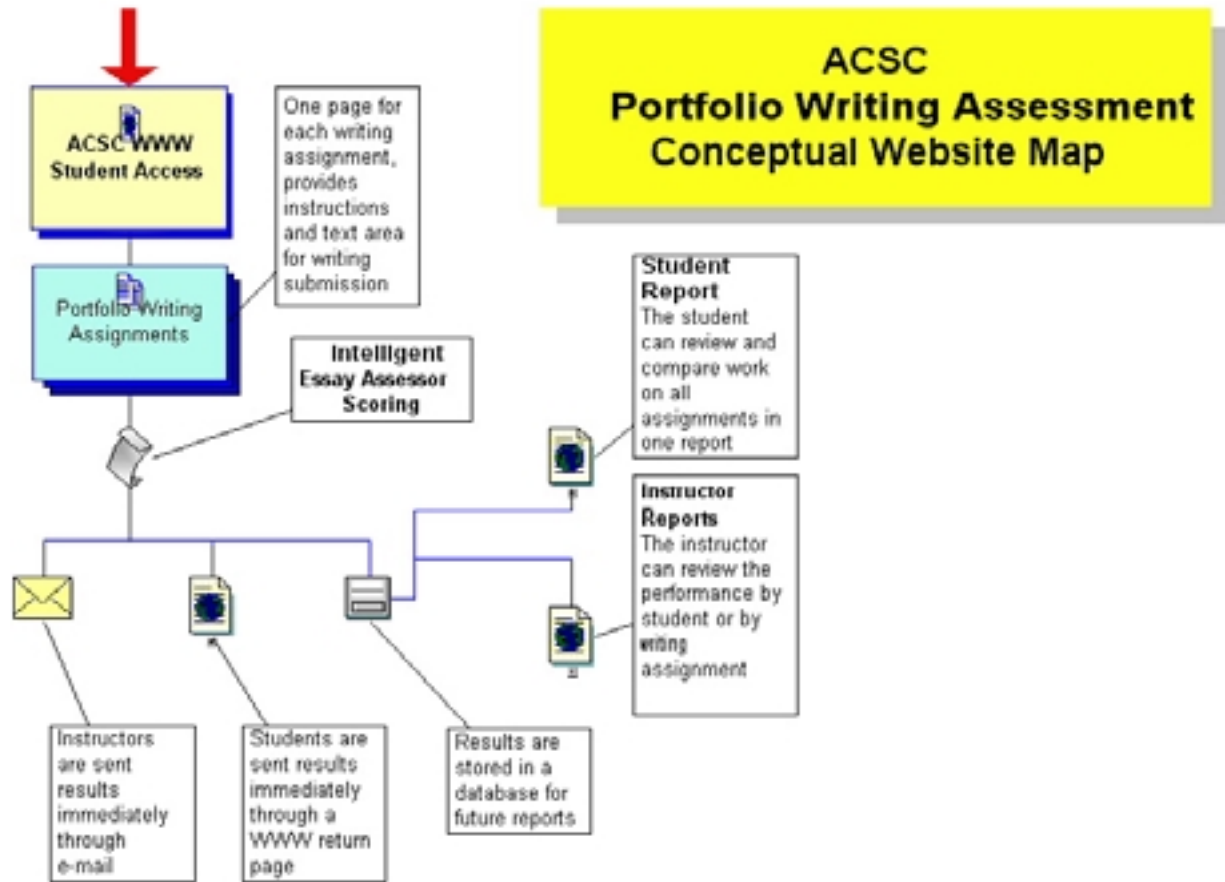 ACSC
Portfolio Writing Assessment
Conceptual Website Map
ACSC WWW
Student Access
One page for
each writing
assignment,
provides
instructions
and text area
for writing
submission
Portfolio Writing
Assignments
Intelligent
Essay Assessor
Scoring
Student
Report
The student
can review and
compare work
on all
assignments in
one report
Instructor
Reports
The instructor
can review the
performance by
student or by
writing
assignment
Instructors
are sent
results
immediately
through
e-mail
Students are
sent results
immediately
through a
WWW return
page
Results are
stored in a
database for
future reports